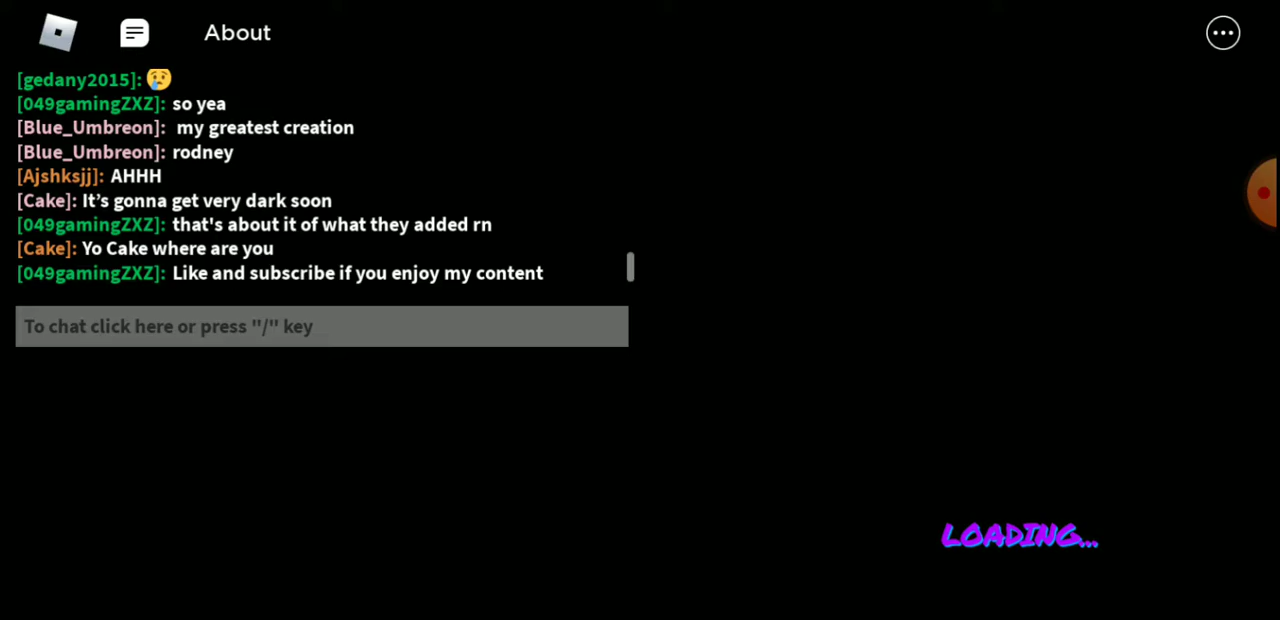 About
[gedany2015]: 😢
[049gamingZXZ]: so yea
[Blue_Umbreon]: my greatest creation
[Blue_Umbreon]: rodney
[Ajshksjj]: AHHH
[Cake]: It’s gonna get very dark soon
[049gamingZXZ]: that's about it of what they added rn
[Cake]: Yo Cake where are you
[049gamingZXZ]: Like and subscribe if you enjoy my content
To chat click here or press "/" key
LOADING...